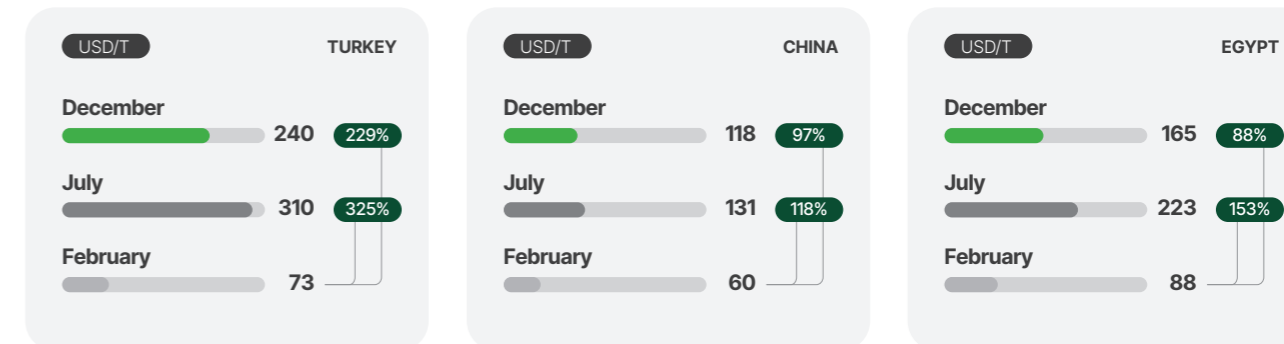 USD/T TURKEY
December
240 229%
July
310 325%
February
73
USD/T CHINA
December
118 97%
July
131 118%
February
60
USD/T EGYPT
December
165 88%
July
223 153%
February
88